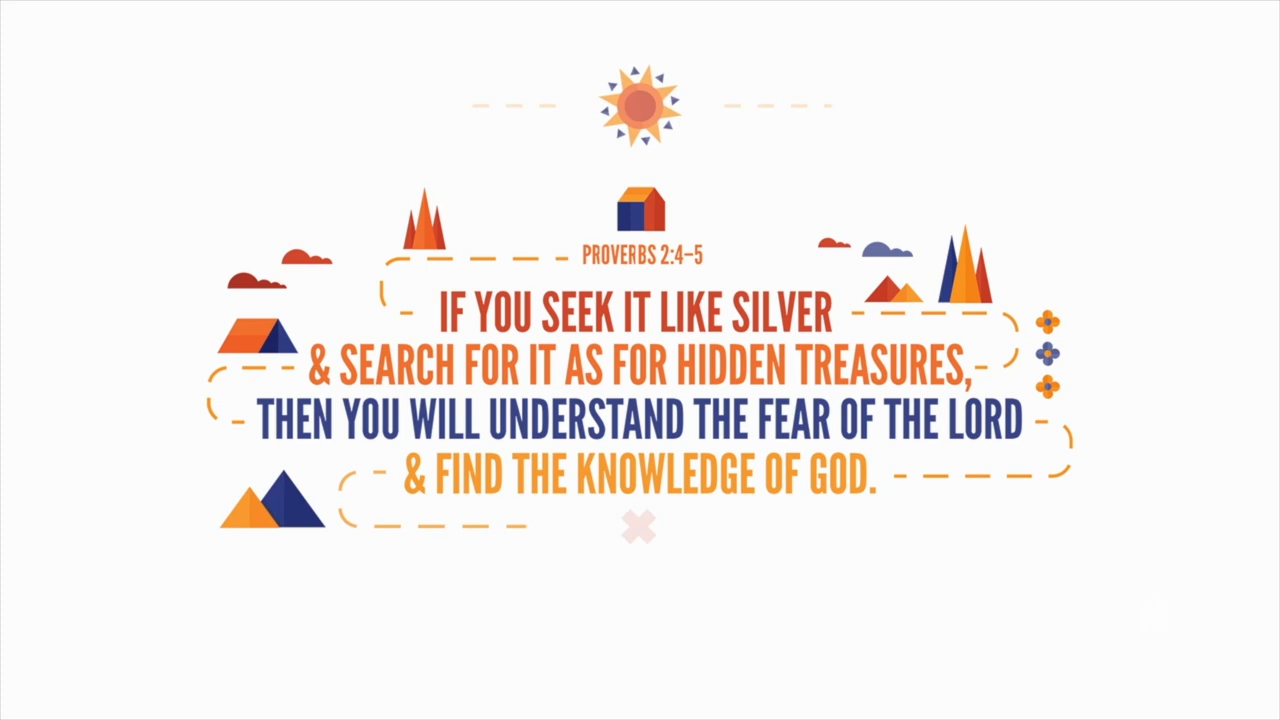 PROVERBS 2:4–5
IF YOU SEEK IT LIKE SILVER
& SEARCH FOR IT AS FOR HIDDEN TREASURES,
THEN YOU WILL UNDERSTAND THE FEAR OF THE LORD
& FIND THE KNOWLEDGE OF GOD.